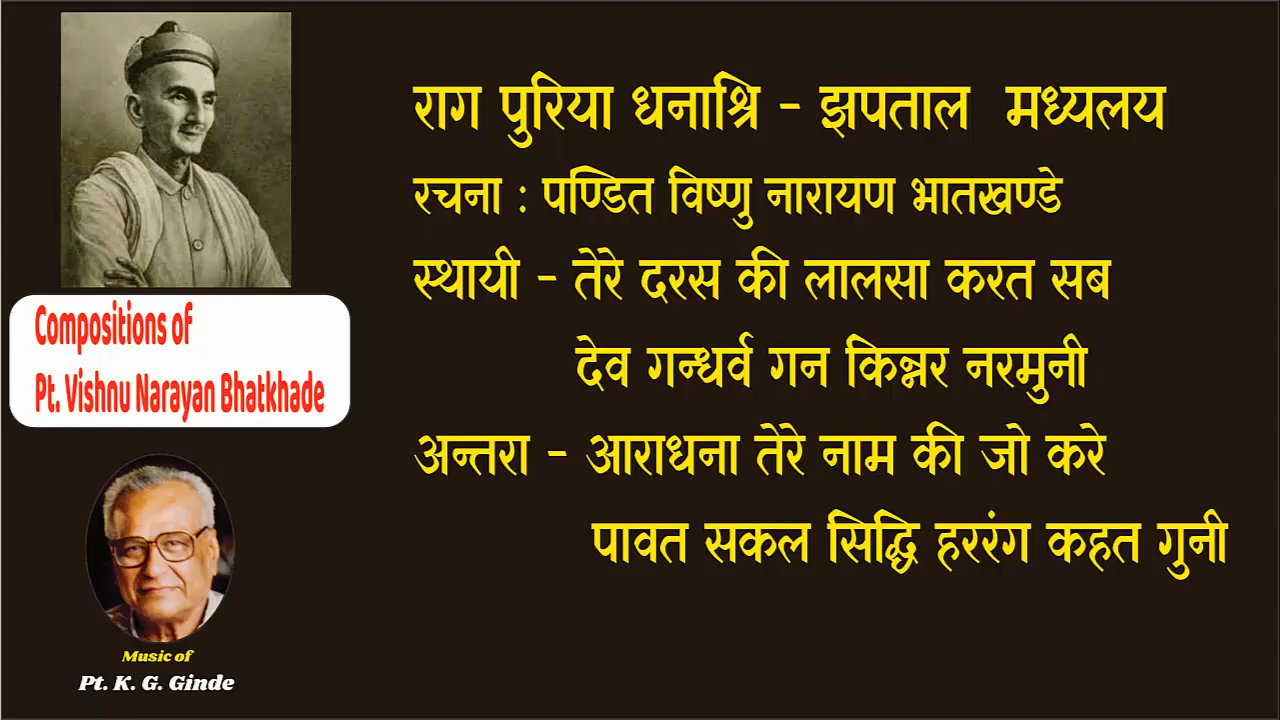 राग पुरिया धनाश्रि - झपताल मध्यलय
रचना : पण्डित विष्णु नारायण भातखण्डे
स्थायी - तेरे दरस की लालसा करत सब
देव गन्धर्व गन किन्नर नरमुनी
अन्तरा - आराधना तेरे नाम की जो करे
पावत सकल सिद्धि हररंग कहत गुनी
Compositions of
Pt. Vishnu Narayan Bhatkhade
Music of
Pt. K. G. Ginde